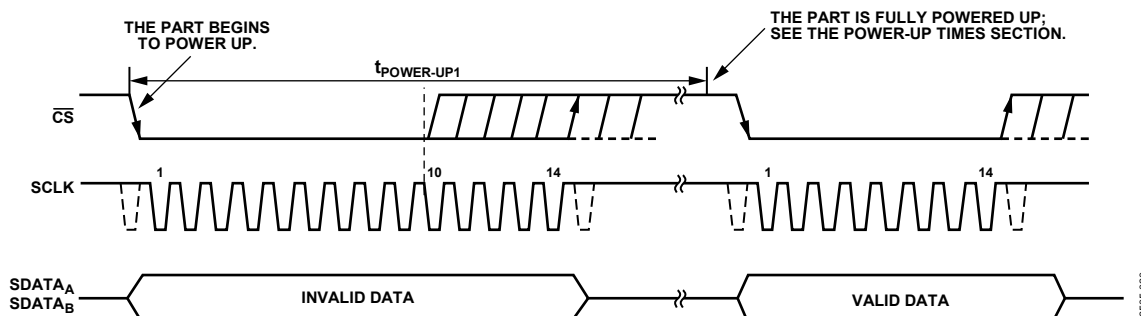 THE PART BEGINS
TO POWER UP.
THE PART IS FULLY POWERED UP;
SEE THE POWER-UP TIMES SECTION.
tPOWER-UP1
CS
SCLK
1
10
14
1
14
SDATAA
SDATAB
INVALID DATA
VALID DATA